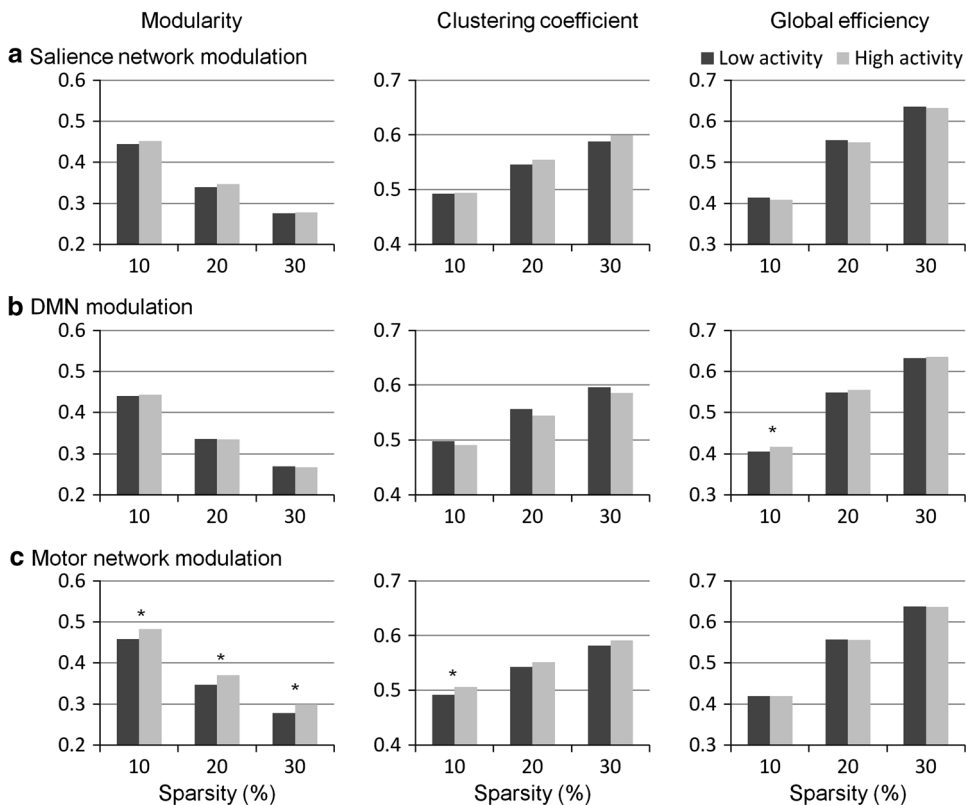 Modularity Clustering coefficient Global efficiency
a Salience network modulation
Low activity High activity
0.6 0.7 0.7
0.5 0.6 0.6
0.4 0.5 0.5
0.3 0.4
0.2 0.4 0.3
10 20 30 10 20 30 10 20 30
b DMN modulation
0.6 0.7 0.7
0.5 0.6 0.6
0.4 0.5 * 0.5
0.3 0.4
0.2 0.4 0.3
10 20 30 10 20 30 10 20 30
c Motor network modulation
0.6 0.7 0.7
0.5 * 0.6 0.6
0.4 * 0.5 * 0.5
0.3 * 0.4
0.2 0.4 0.3
10 20 30 10 20 30 10 20 30
Sparsity (%) Sparsity (%) Sparsity (%)